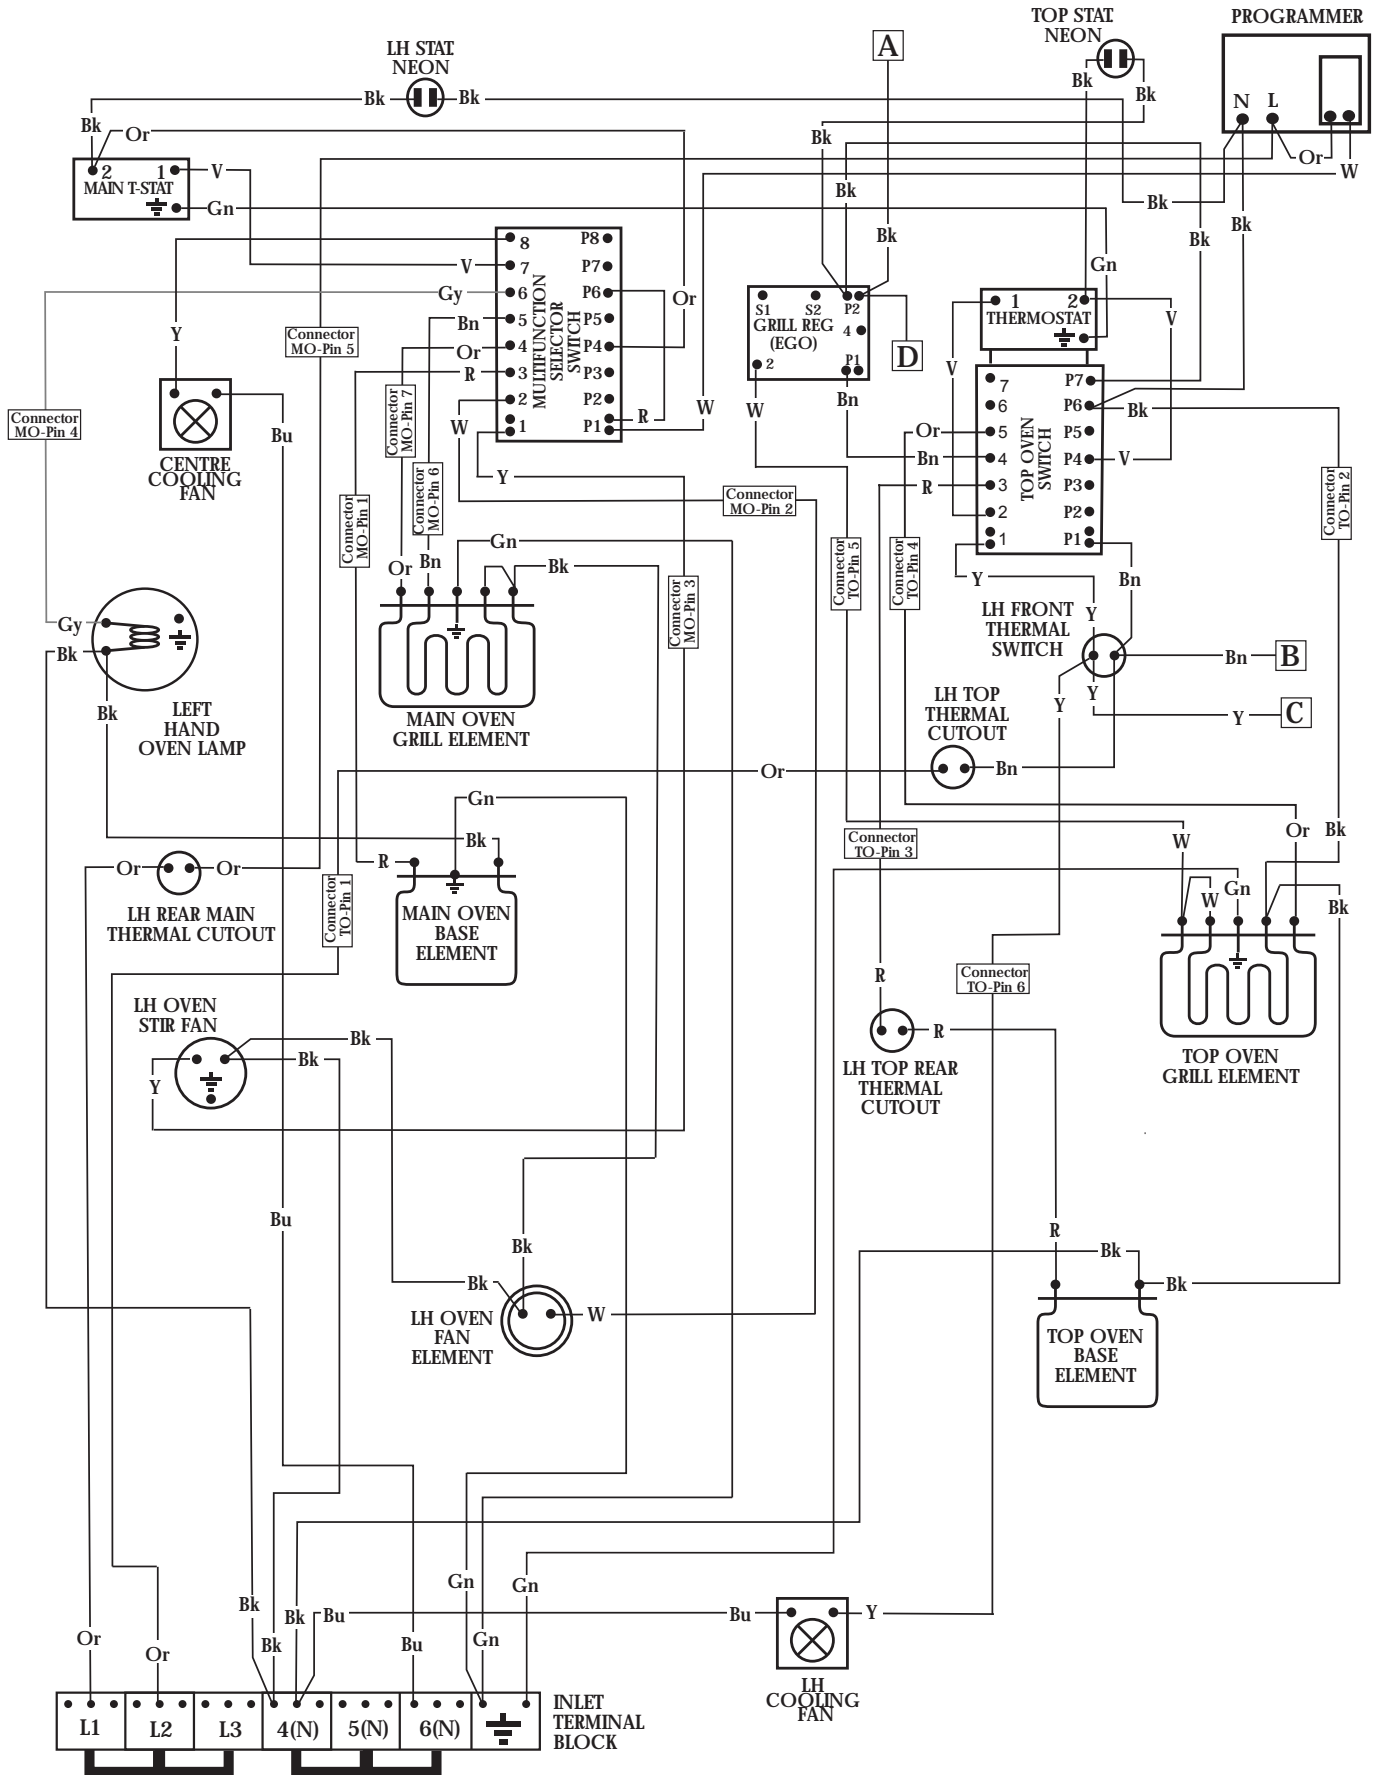 TOP STAT.
NEON
PROGRAMMER
LH STAT.
NEON
A
Bk
Bk
Bk
Bk
N
L
Bk
Or
Bk
Or
W
2
1
MAIN T-STAT
V
Gn
Bk
Bk
Bk
Bk
Bk
Gn
8
7
6
5
4
3
2
1
MULTIFUNCTION
SELECTOR
SWITCH
P8
P7
P6
P5
P4
P3
P2
P1
V
Gy
Bn
Or
R
W
Y
R
Or
W
Y
Connector
MO-Pin 5
S1
S2
P2
GRILL REG
(EGO)
4
P1
2
D
W
Bn
1
2
THERMOSTAT
V
V
7
6
5
4
3
2
1
TOP OVEN
SWITCH
P7
P6
P5
P4
P3
P2
P1
Bk
V
Or
Bn
R
Y
Bn
Connector
MO-Pin 4
CENTRE
COOLING
FAN
Bu
Connector
MO-Pin 7
Connector
MO-Pin 6
Connector
MO-Pin 1
Connector
MO-Pin 2
Connector
MO-Pin 3
Connector
TO-Pin 5
Connector
TO-Pin 4
Connector
TO-Pin 2
Or
Bn
Gn
Bk
LH FRONT
THERMAL
SWITCH
Y
Bn
B
Y
Y
Y
C
Gy
Bk
Bk
LEFT
HAND
OVEN LAMP
MAIN OVEN
GRILL ELEMENT
LH TOP
THERMAL
CUTOUT
Or
Bn
Gn
Bk
R
Or
Or
LH REAR MAIN
THERMAL CUTOUT
Connector
TO-Pin 1
MAIN OVEN
BASE
ELEMENT
Connector
TO-Pin 3
W
Or
Bk
W
Gn
Bk
R
Connector
TO-Pin 6
LH OVEN
STIR FAN
Bk
Bk
Y
R
LH TOP REAR
THERMAL
CUTOUT
TOP OVEN
GRILL ELEMENT
Bu
Bk
Bk
W
LH OVEN
FAN
ELEMENT
R
Bk
Bk
TOP OVEN
BASE
ELEMENT
Gn
Gn
Bk
Bk
Bu
Bu
Y
Or
Or
Bk
Bu
Gn
LH
COOLING
FAN
L1
L2
L3
4(N)
5(N)
6(N)
INLET
TERMINAL
BLOCK